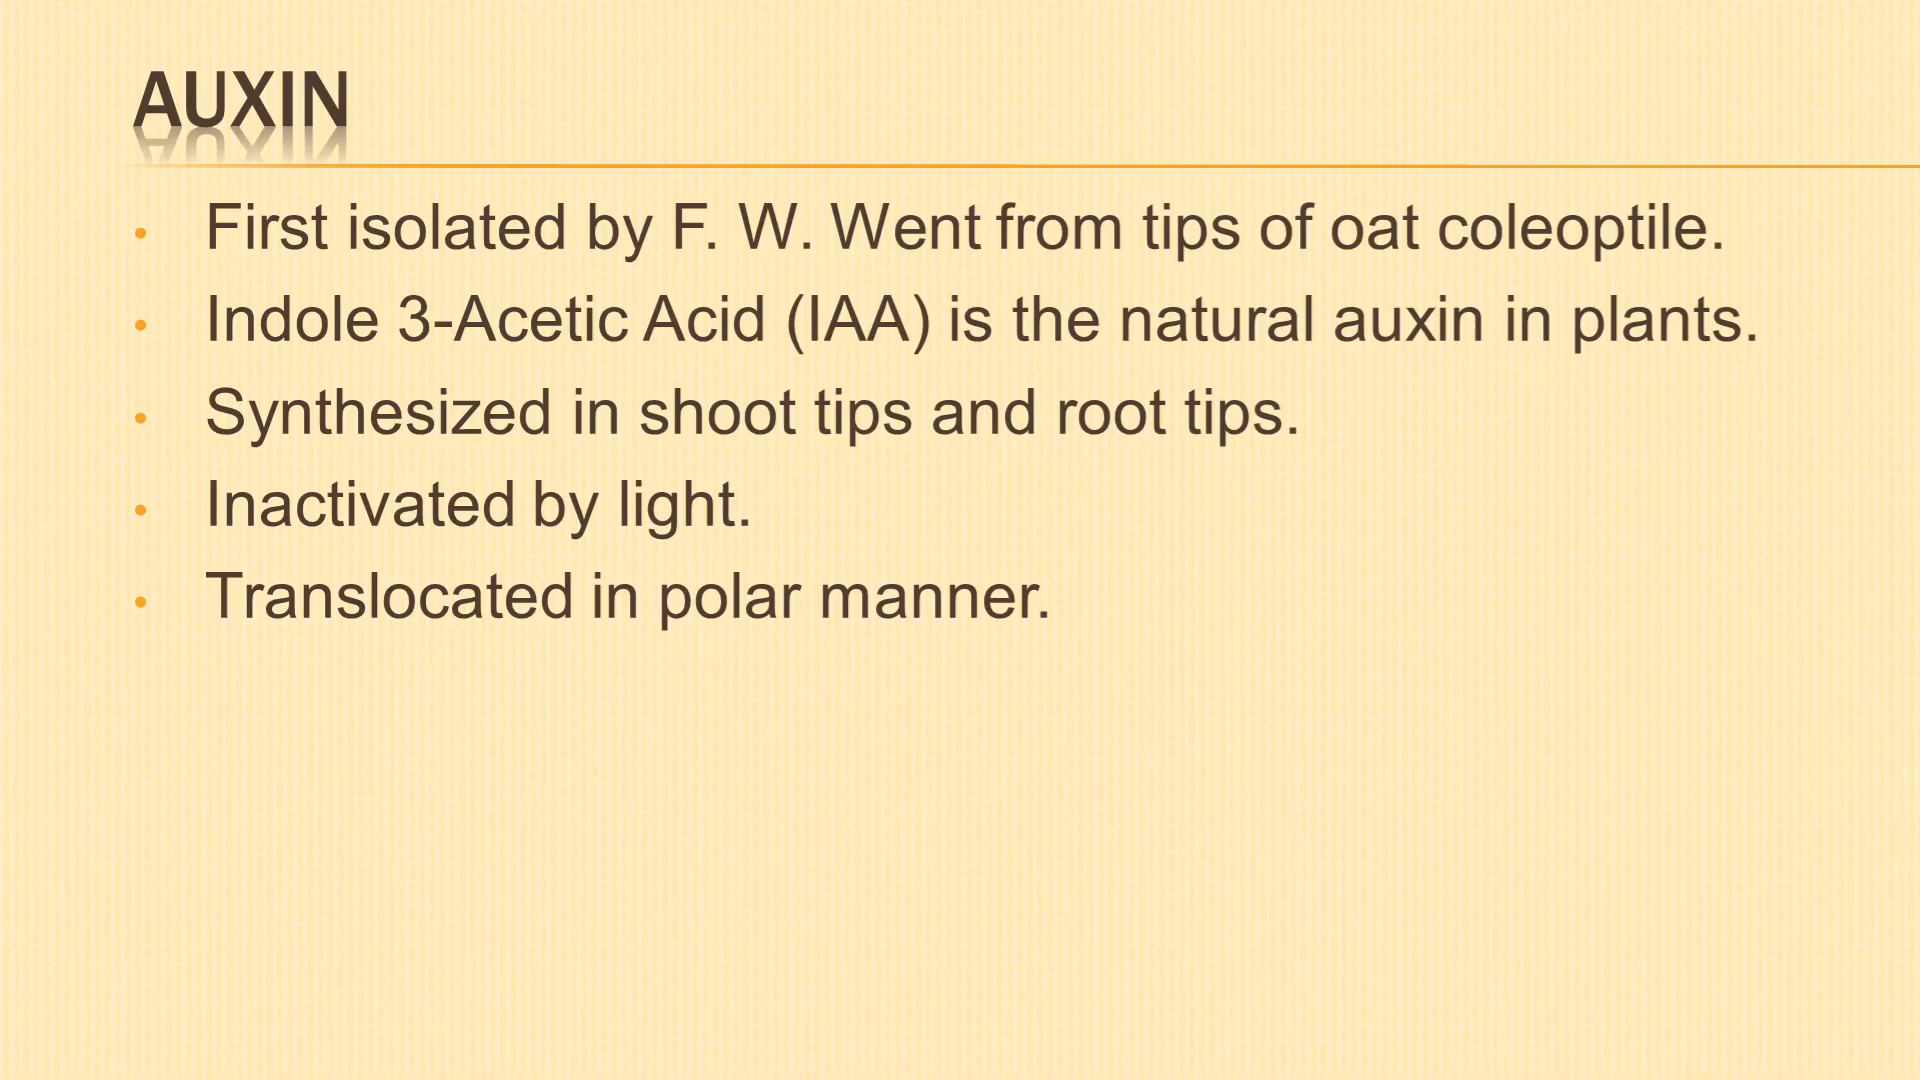 AUXIN
• First isolated by F. W. Went from tips of oat coleoptile.
• Indole 3-Acetic Acid (IAA) is the natural auxin in plants.
• Synthesized in shoot tips and root tips.
• Inactivated by light.
• Translocated in polar manner.